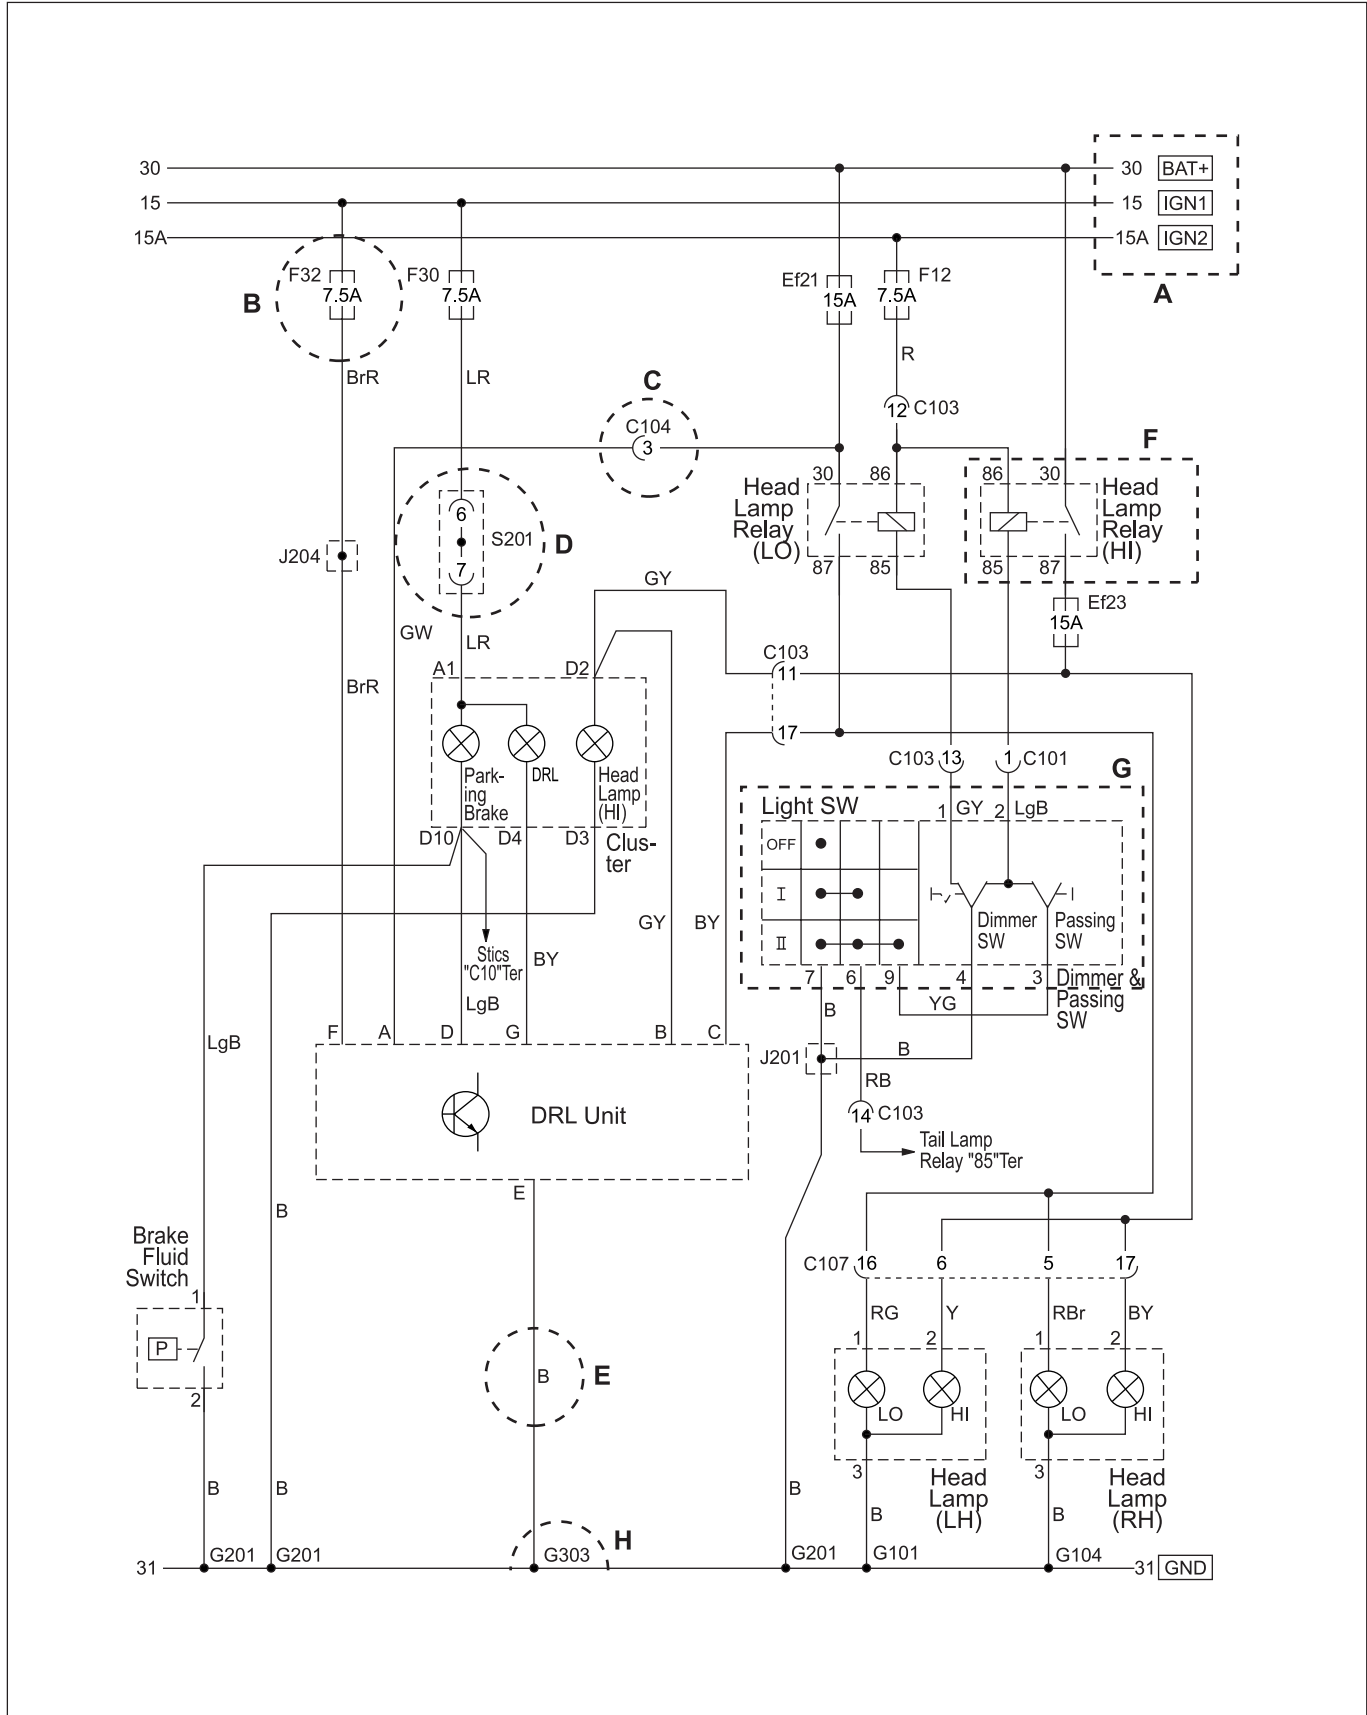 30
30 BAT+
15
15 IGN1
15A
15A IGN2
A
F32
7.5A
B
F30
7.5A
Ef21
15A
F12
7.5A
R
BrR
LR
C
C104
3
12 C103
F
30
86
86
30
Head
Lamp
Relay
(LO)
Head
Lamp
Relay
(HI)
87
85
85
87
6
S201
7
D
J204
GY
Ef23
15A
GW
LR
C103
11
A1
D2
BrR
17
C103 13
1 C101
G
Park-
ing
Brake
DRL
Head
Lamp
(HI)
D10
D4
D3
Clus-
ter
Light SW
1 GY
2 LgB
OFF
I
II
Dimmer
SW
Passing
SW
GY
BY
Stics
"C10"Ter
BY
LgB
7
6
9
4
3
Dimmer &
Passing
SW
YG
B
F
A
D
G
B
C
LgB
J201
B
RB
14 C103
DRL Unit
Tail Lamp
Relay "85"Ter
E
B
Brake
Fluid
Switch
1
P
2
C107
16
6
5
17
RG
Y
RBr
BY
1
2
1
2
B
E
LO
HI
LO
HI
3
3
Head
Lamp
(LH)
Head
Lamp
(RH)
B
B
B
B
B
H
31
G201
G201
G303
G201
G101
G104
31 GND